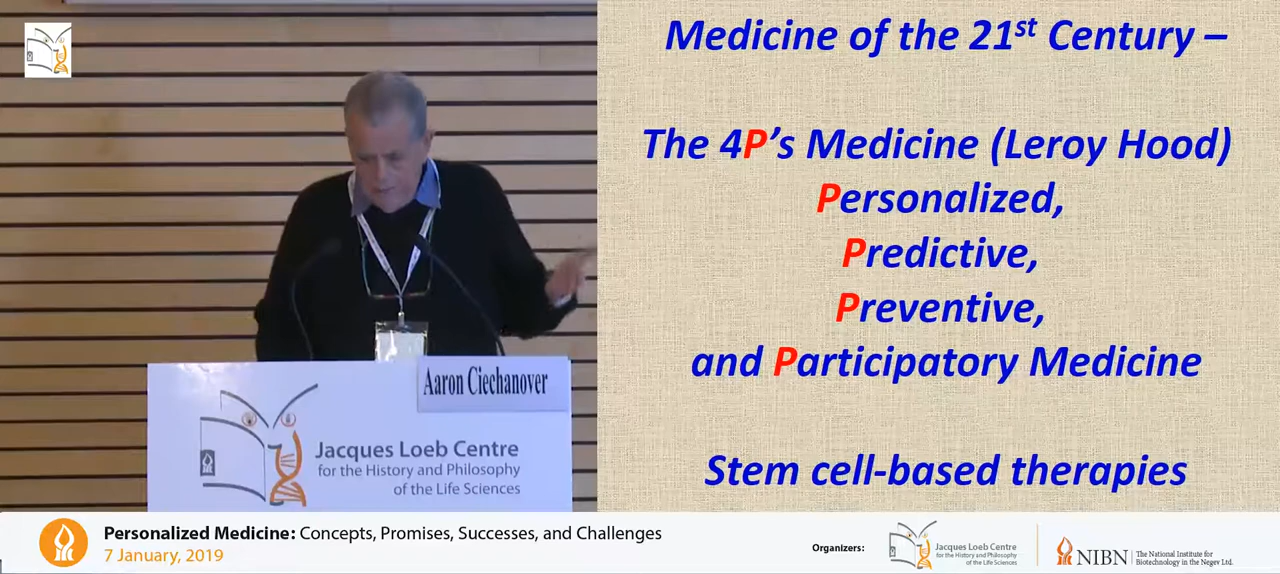 Medicine of the 21st Century –
The 4P's Medicine (Leroy Hood)
Personalized,
Predictive,
Preventive,
and Participatory Medicine
Stem cell-based therapies
Aaron Ciechanover
Jacques Loeb Centre
for the History and Philosophy
of the Life Sciences
Personalized Medicine: Concepts, Promises, Successes, and Challenges
7 January, 2019
Organizers:
Jacques Loeb Centre
for the History and Philosophy
of the Life Sciences
NIBN
The National Institute for
Biotechnology in the Negev Ltd.